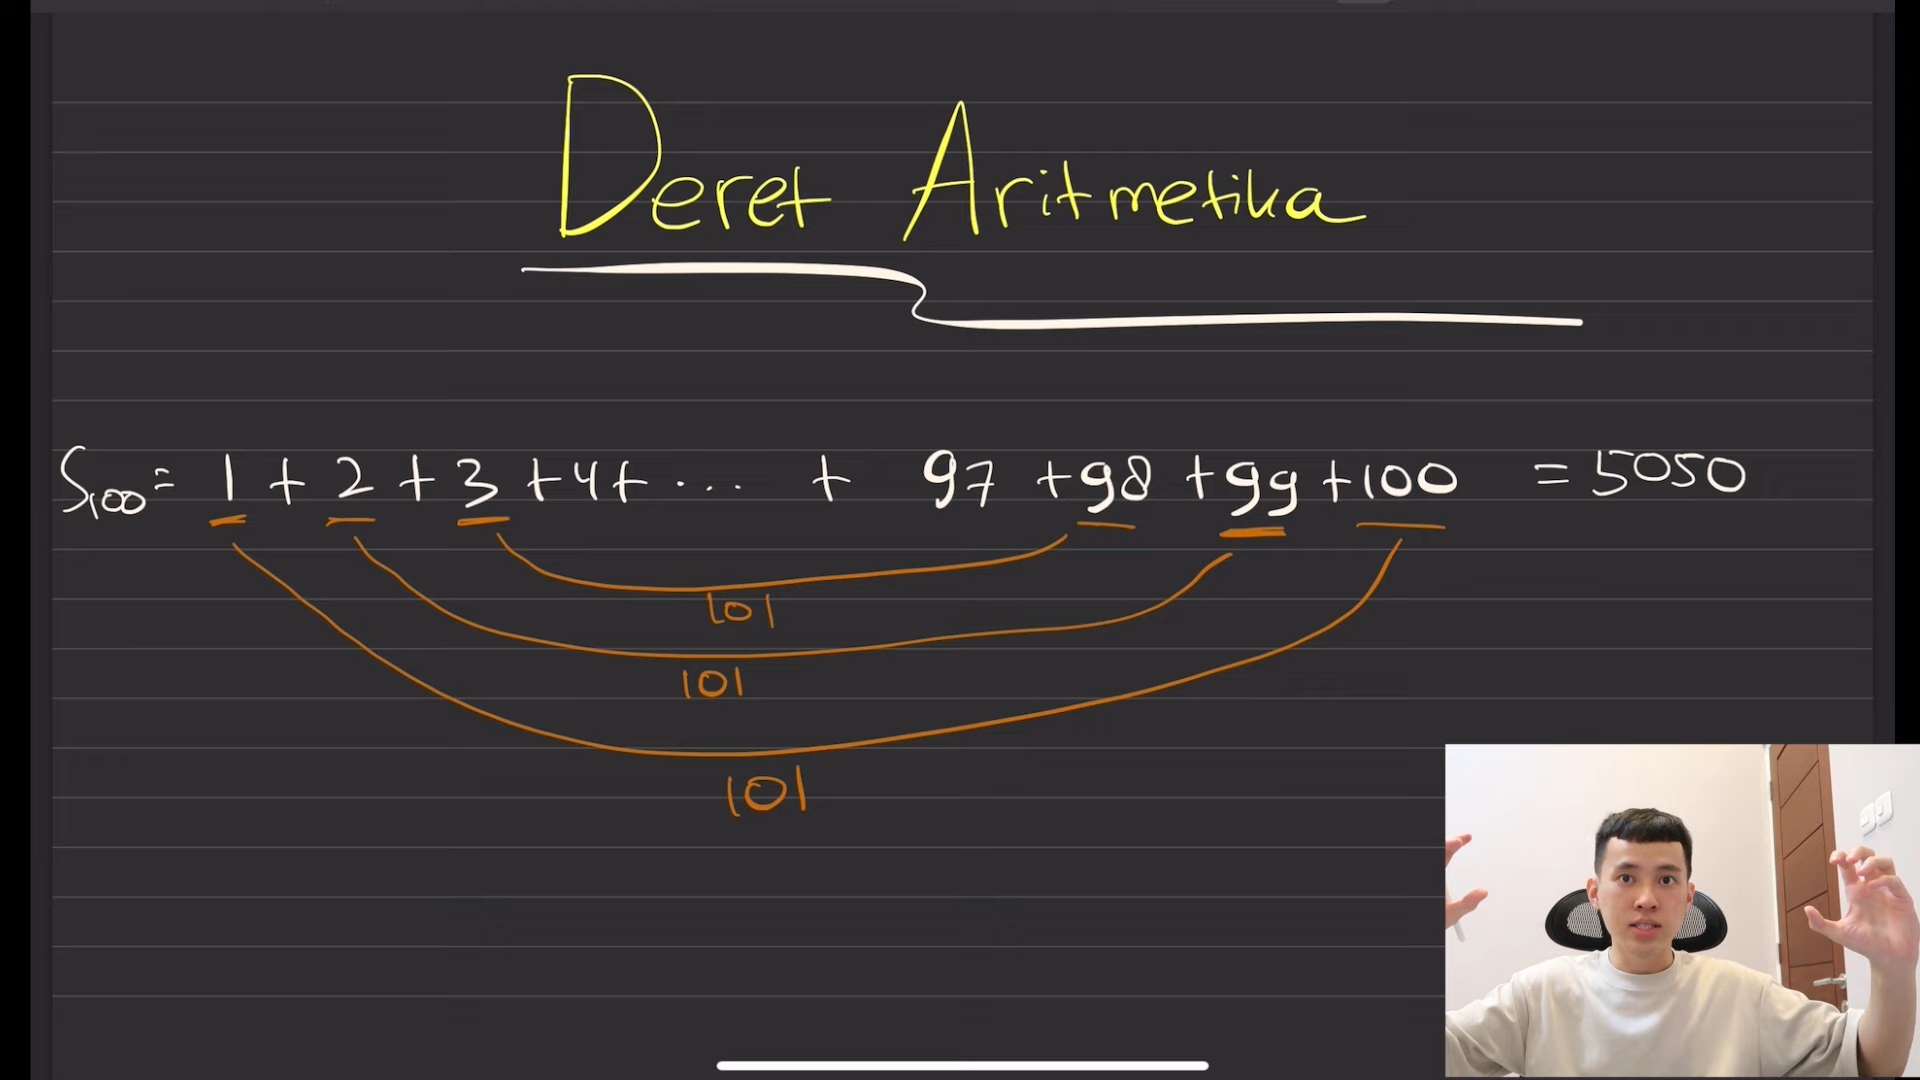 Deret Aritmetika
S100 = 1 + 2 + 3 + 4 + ... + 97 + 98 + 99 + 100 = 5050
101
101
101